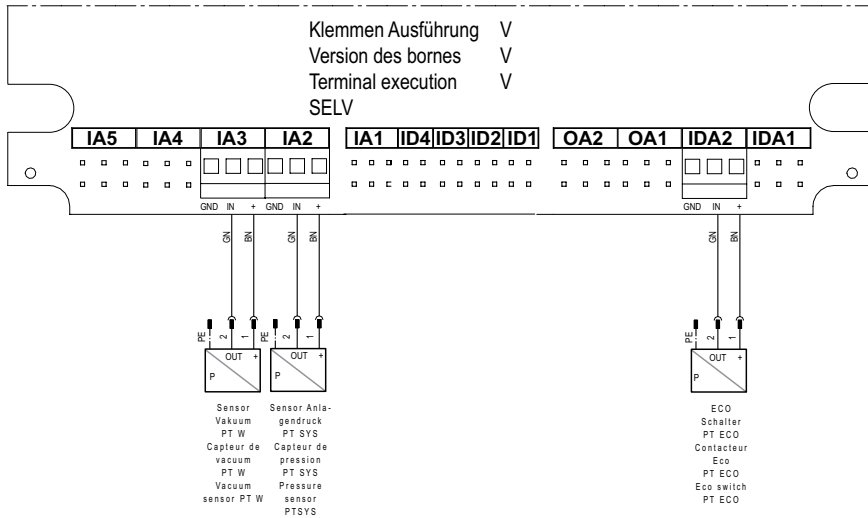 Klemmen Ausführung V
Version des bornes V
Terminal execution V
SELV
IA5 IA4 IA3 IA2 IA1 ID4 ID3 ID2 ID1 OA2 OA1 IDA2 IDA1
GND IN + GND IN + GND IN +
GN BN GN BN GN BN
PE 2 1 PE 2 1 PE 2 1
OUT + OUT + OUT +
P P P
Sensor
Vakuum
PT W
Capteur de
vacuum
PT W
Vacuum
sensor PT W
Sensor Anla-
gendruck
PT SYS
Capteur de
pression
PT SYS
Pressure
sensor
PTSYS
ECO
Schalter
PT ECO
Contacteur
Eco
PT ECO
Eco switch
PT ECO